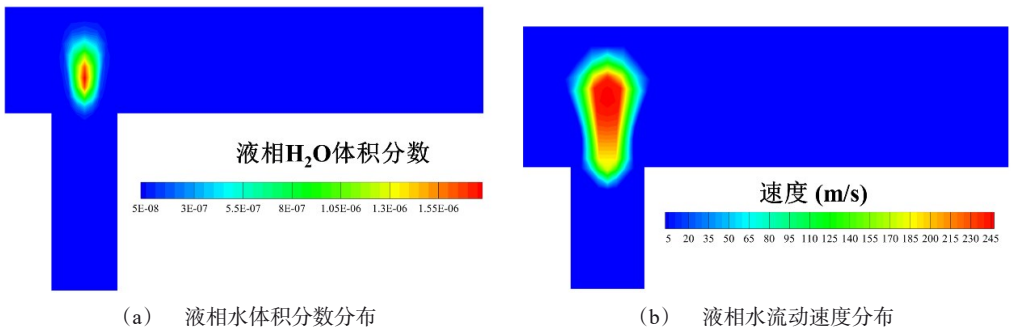 液相H₂O体积分数
5E-08 3E-07 5.5E-07 8E-07 1.05E-06 1.3E-06 1.55E-06
(a) 液相水体积分数分布
速度 (m/s)
5 20 35 50 65 80 95 110 125 140 155 170 185 200 215 230 245
(b) 液相水流动速度分布